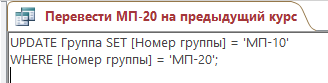 Перевести МП-20 на предыдущий курс
UPDATE Группа SET [Номер группы] = 'МП-10'
WHERE [Номер группы] = 'МП-20';